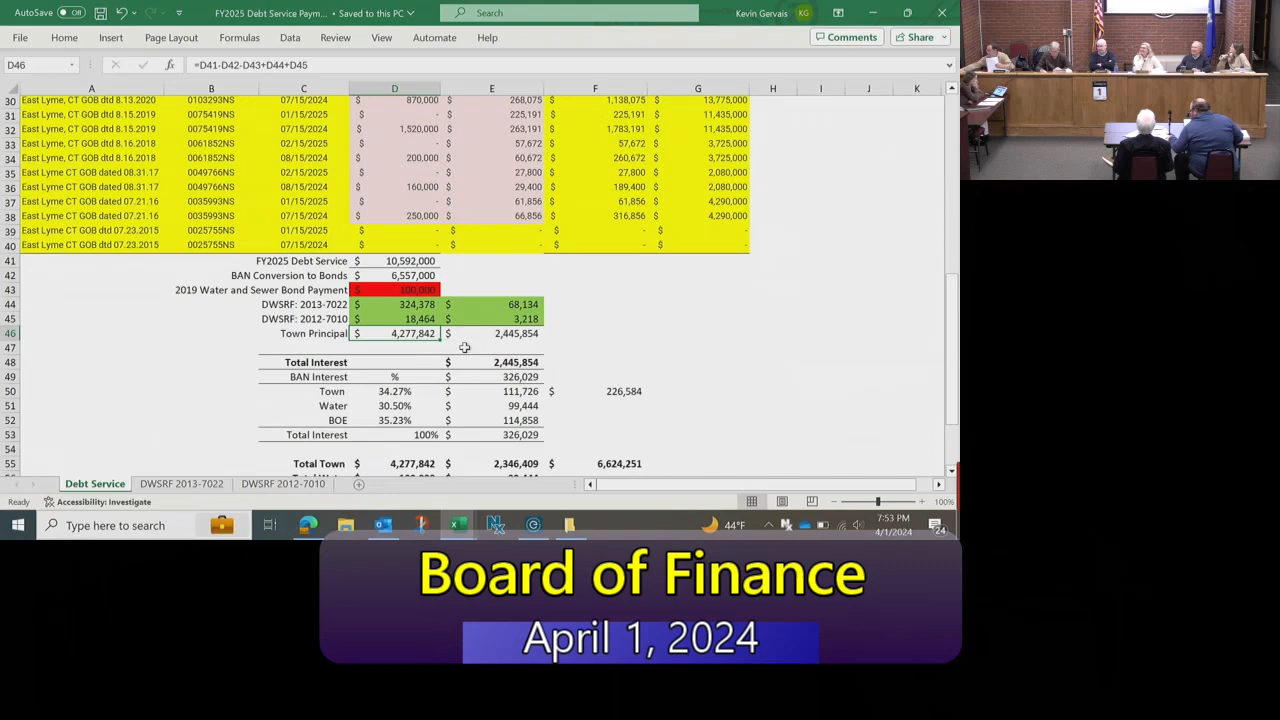 AutoSave Off FY2025 Debt Service Paym... • Saved to this PC Search Kevin Gervais KG
File Home Insert Page Layout Formulas Data Review View Automate Help Comments Share
D46 fx =D41-D42-D43+D44+D45
A B C D E F G H I J K
30 East Lyme, CT GOB dtd 8.13.2020 0103293NS 07/15/2024 870,000 268,075 $ 1,138,075 $ 13,775,000
31 East Lyme, CT GOB dtd 8.15.2019 0075419NS 01/15/2025 - 225,191 $ 225,191 $ 11,435,000
32 East Lyme, CT GOB dtd 8.15.2019 0075419NS 07/15/2024 $ 1,520,000 $ 263,191 $ 1,783,191 $ 11,435,000
33 East Lyme, CT GOB dtd 8.16.2018 0061852NS 02/15/2025 $ - $ 57,672 $ 57,672 $ 3,725,000
34 East Lyme, CT GOB dtd 8.16.2018 0061852NS 08/15/2024 $ 200,000 $ 60,672 $ 260,672 $ 3,725,000
35 East Lyme CT GOB dated 08.31.17 0049766NS 02/15/2025 $ - $ 27,800 $ 27,800 $ 2,080,000
36 East Lyme CT GOB dated 08.31.17 0049766NS 08/15/2024 $ 160,000 $ 29,400 $ 189,400 $ 2,080,000
37 East Lyme CT GOB dated 07.21.16 0035993NS 01/15/2025 $ - $ 61,856 $ 61,856 $ 4,290,000
38 East Lyme CT GOB dated 07.21.16 0035993NS 07/15/2024 $ 250,000 $ 66,856 $ 316,856 $ 4,290,000
39 East Lyme CT GOB dated 07.23.2015 0025755NS 01/15/2025 $ - $ - $ - $ -
40 East Lyme CT GOB dated 07.23.2015 0025755NS 07/15/2024 $ - $ - $ - $ -
41 FY2025 Debt Service $ 10,592,000
42 BAN Conversion to Bonds $ 6,557,000
43 2019 Water and Sewer Bond Payment $ 100,000
44 DWSRF: 2013-7022 $ 324,378 $ 68,134
45 DWSRF: 2012-7010 $ 18,464 $ 3,218
46 Town Principal $ 4,277,842 $ 2,445,854
47
48 Total Interest $ 2,445,854
49 BAN Interest % $ 326,029
50 Town 34.27% $ 111,726 $ 226,584
51 Water 30.50% $ 99,444
52 BOE 35.23% $ 114,858
53 Total Interest 100% $ 326,029
54
55 Total Town $ 4,277,842 $ 2,346,409 $ 6,624,251
Debt Service DWSRF 2013-7022 DWSRF 2012-7010
Ready Accessibility: Investigate 100%
Type here to search 44°F 7:53 PM
4/1/2024 24
Board of Finance
April 1, 2024